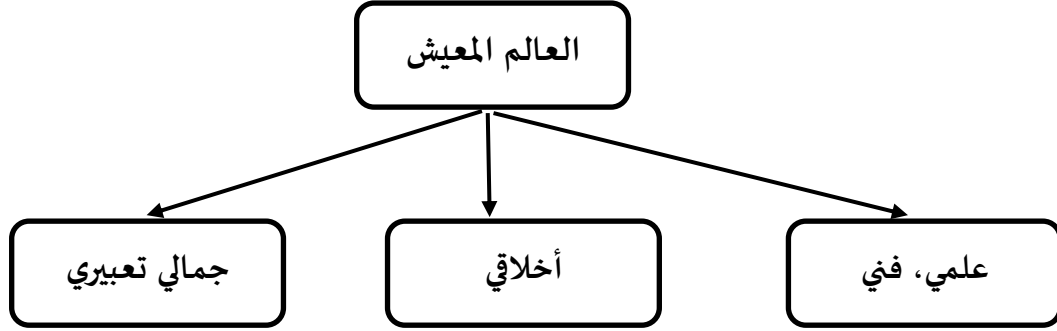 العالم المعيش
علمي، فني
أخلاقي
جمالي تعبيري